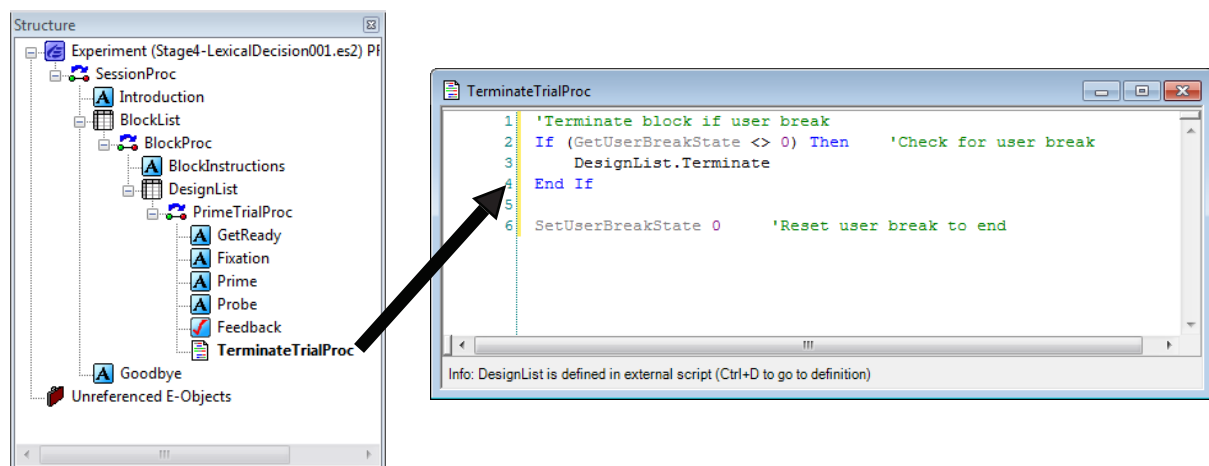 Structure
Experiment (Stage4-LexicalDecision001.es2) PF
SessionProc
Introduction
BlockList
BlockProc
BlockInstructions
DesignList
PrimeTrialProc
GetReady
Fixation
Prime
Probe
Feedback
TerminateTrialProc
Goodbye
Unreferenced E-Objects
TerminateTrialProc
1 'Terminate block if user break
2 If (GetUserBreakState <> 0) Then 'Check for user break
3 DesignList.Terminate
4 End If
5
6 SetUserBreakState 0 'Reset user break to end
Info: DesignList is defined in external script (Ctrl+D to go to definition)